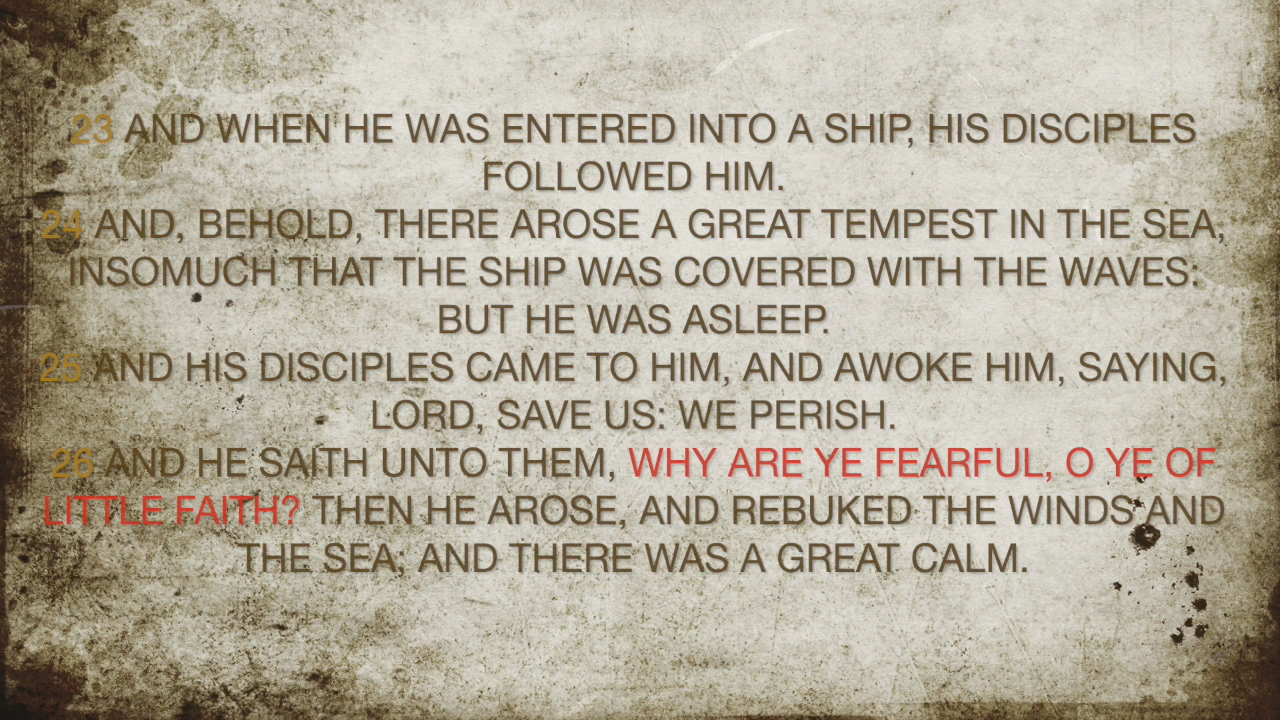 23 AND WHEN HE WAS ENTERED INTO A SHIP, HIS DISCIPLES
FOLLOWED HIM.
24 AND, BEHOLD, THERE AROSE A GREAT TEMPEST IN THE SEA,
INSOMUCH THAT THE SHIP WAS COVERED WITH THE WAVES:
BUT HE WAS ASLEEP.
25 AND HIS DISCIPLES CAME TO HIM, AND AWOKE HIM, SAYING,
LORD, SAVE US: WE PERISH.
26 AND HE SAITH UNTO THEM, WHY ARE YE FEARFUL, O YE OF
LITTLE FAITH? THEN HE AROSE, AND REBUKED THE WINDS AND
THE SEA; AND THERE WAS A GREAT CALM.